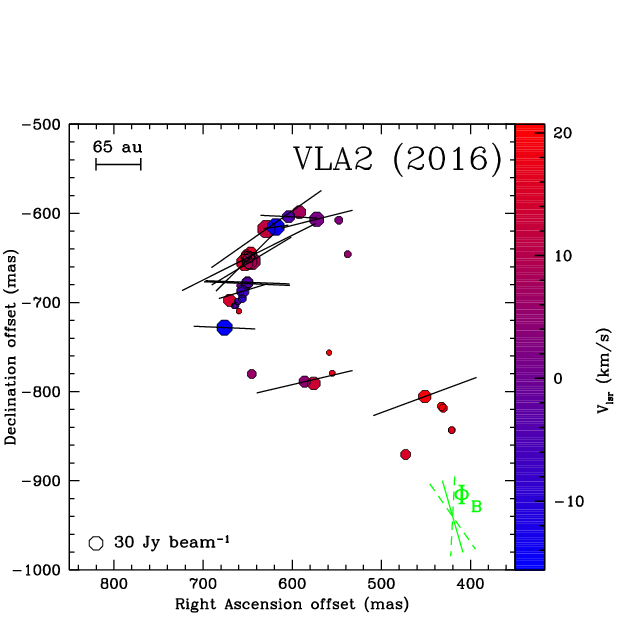 VLA2 (2016)
65 au
-500
-600
-700
-800
-900
-1000
Declination offset (mas)
800 700 600 500 400
Right Ascension offset (mas)
30 Jy beam⁻¹
Φ_B
20
10
0
-10
V_lsr (km/s)